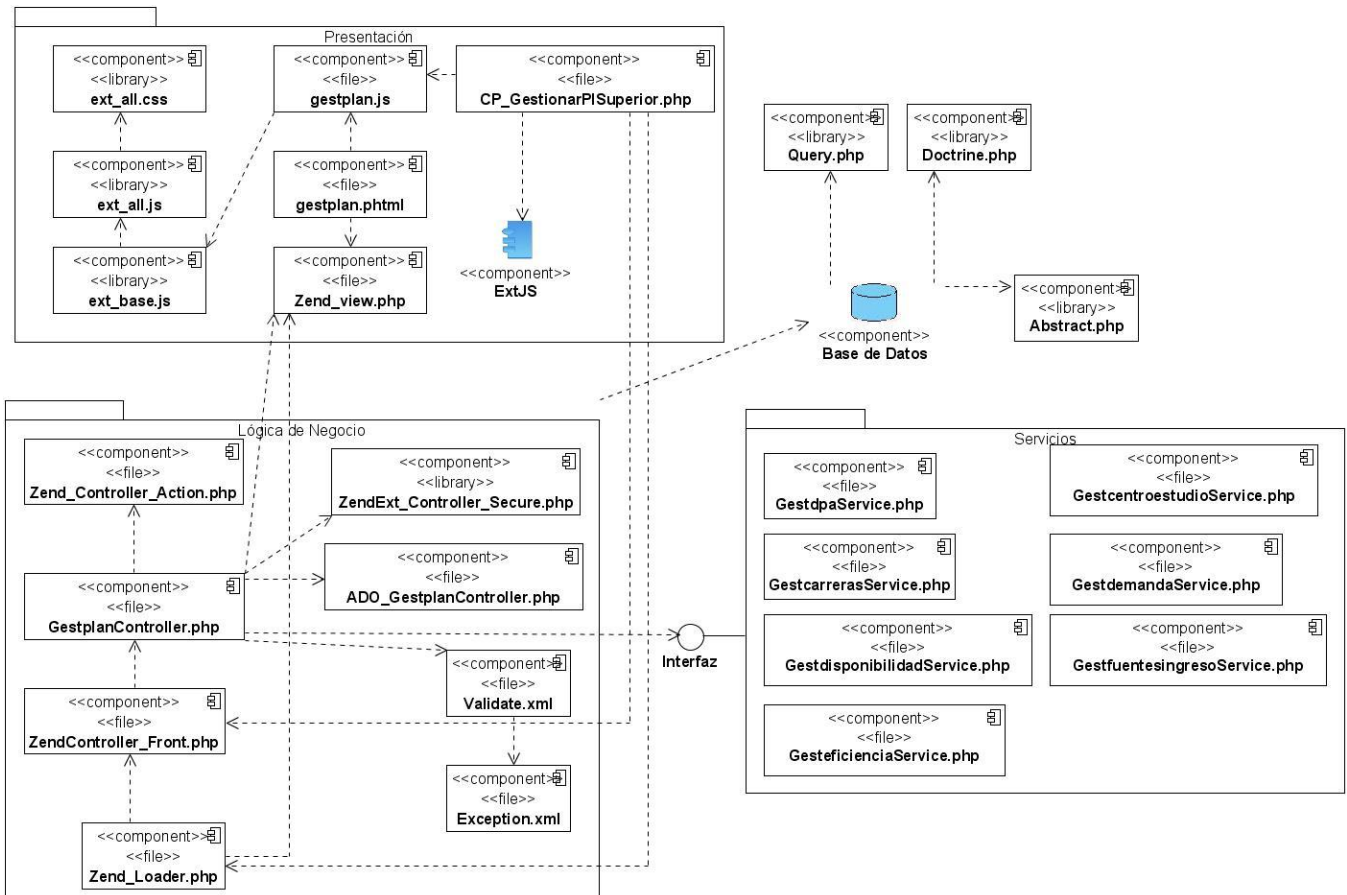 Presentación
<<component>>
<<library>>
ext_all.css
<<component>>
<<file>>
gestplan.js
<<component>>
<<file>>
CP_GestionarPlSuperior.php
<<component>>
<<library>>
ext_all.js
<<component>>
<<file>>
gestplan.phtml
<<component>>
<<library>>
ext_base.js
<<component>>
<<file>>
Zend_view.php
<<component>>
ExtJS
<<component>>
<<library>>
Query.php
<<component>>
<<library>>
Doctrine.php
<<component>>
<<library>>
Abstract.php
<<component>>
Base de Datos
Lógica de Negocio
<<component>>
<<file>>
Zend_Controller_Action.php
<<component>>
<<library>>
ZendExt_Controller_Secure.php
<<component>>
<<file>>
ADO_GestplanController.php
<<component>>
<<file>>
GestplanController.php
<<component>>
<<file>>
Validate.xml
<<component>>
<<file>>
ZendController_Front.php
<<component>>
<<file>>
Exception.xml
<<component>>
<<file>>
Zend_Loader.php
Interfaz
Servicios
<<component>>
<<file>>
GestdpaService.php
<<component>>
<<file>>
GestcentroestudioService.php
<<component>>
<<file>>
GestcarrerasService.php
<<component>>
<<file>>
GestdemandaService.php
<<component>>
<<file>>
GestdisponibilidadService.php
<<component>>
<<file>>
GestfuentesingresoService.php
<<component>>
<<file>>
GesteficienciaService.php